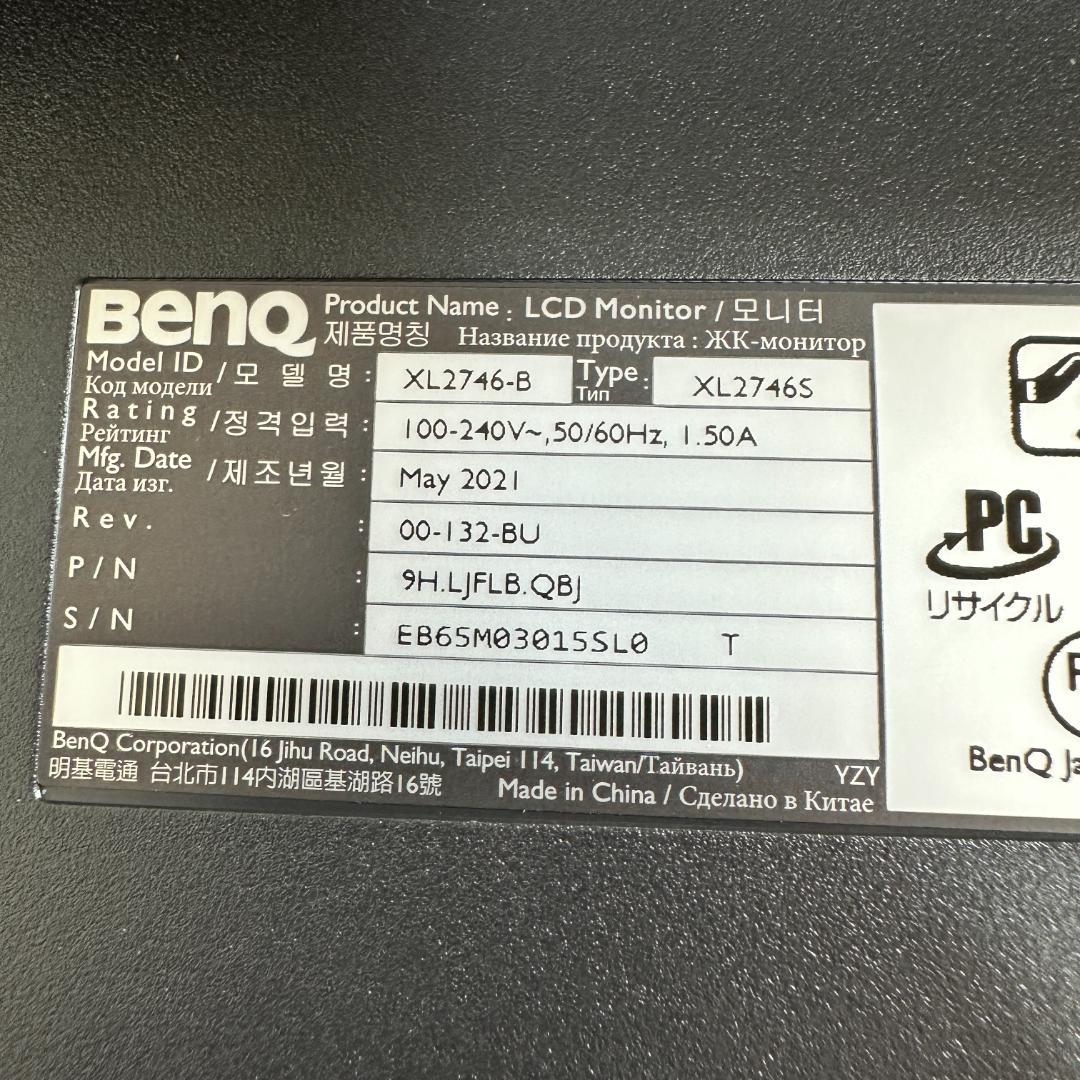 BenQ
Product Name : LCD Monitor / 모니터
제품명칭 Название продукта : ЖК-монитор
Model ID / 모 델 명 : XL2746-B Type : XL2746S
Код модели Тип
Rating / 정격입력 : 100-240V~,50/60Hz, 1.50A
Рейтинг
Mfg. Date / 제조년월 : May 2021
Дата изг.
Rev. : 00-132-BU
P/N : 9H.LJFLB.QBJ
S/N : EB65M03015SL0 T
BenQ Corporation(16 Jihu Road, Neihu, Taipei 114, Taiwan/Тайвань)
明基電通 台北市114內湖區基湖路16號 YZY
Made in China / Сделано в Китае
PC
リサイクル
BenQ